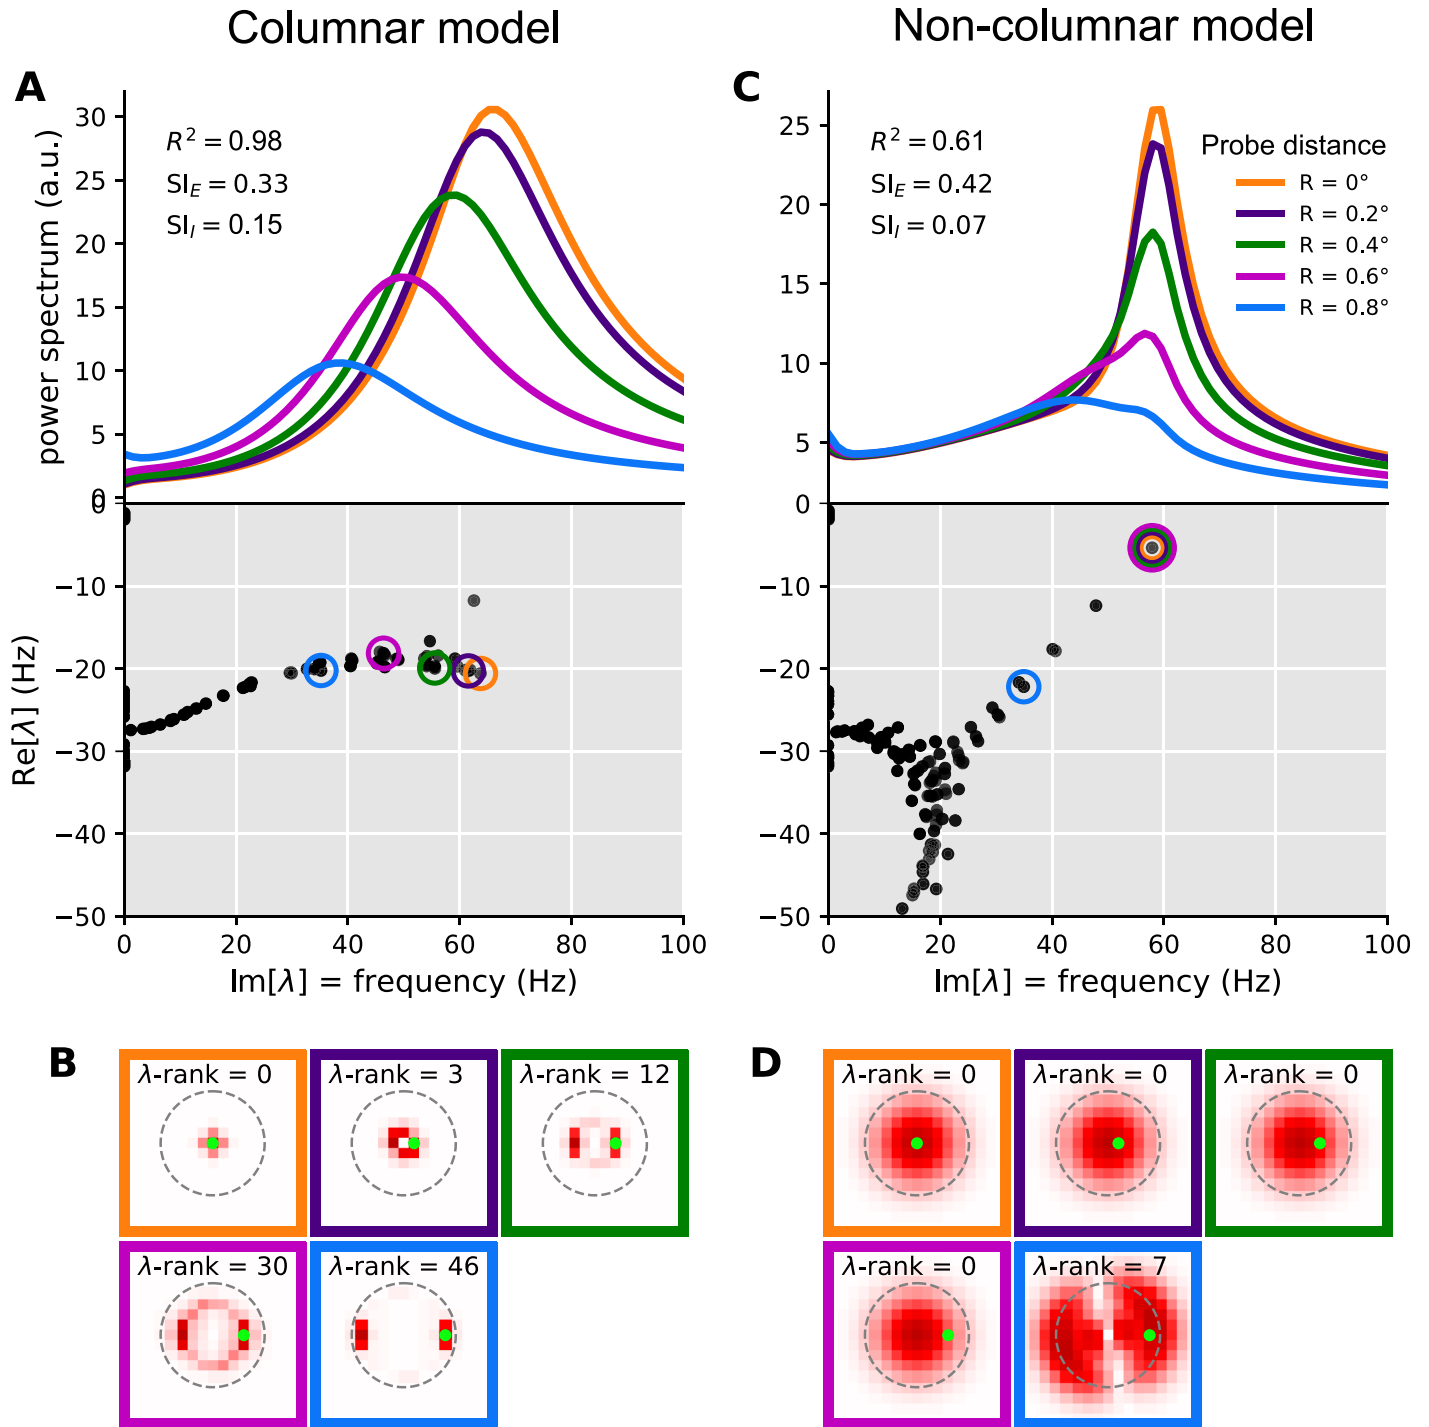 Columnar model
Non-columnar model
A
power spectrum (a.u.)
30
25
20
15
10
5
0
R² = 0.98
SI_E = 0.33
SI_I = 0.15
C
25
20
15
10
5
R² = 0.61
SI_E = 0.42
SI_I = 0.07
Probe distance
R = 0°
R = 0.2°
R = 0.4°
R = 0.6°
R = 0.8°
Re[λ] (Hz)
0
−10
−20
−30
−40
−50
0 20 40 60 80 100
Im[λ] = frequency (Hz)
0
−10
−20
−30
−40
−50
0 20 40 60 80 100
Im[λ] = frequency (Hz)
B
λ-rank = 0
λ-rank = 3
λ-rank = 12
λ-rank = 30
λ-rank = 46
D
λ-rank = 0
λ-rank = 0
λ-rank = 0
λ-rank = 0
λ-rank = 7